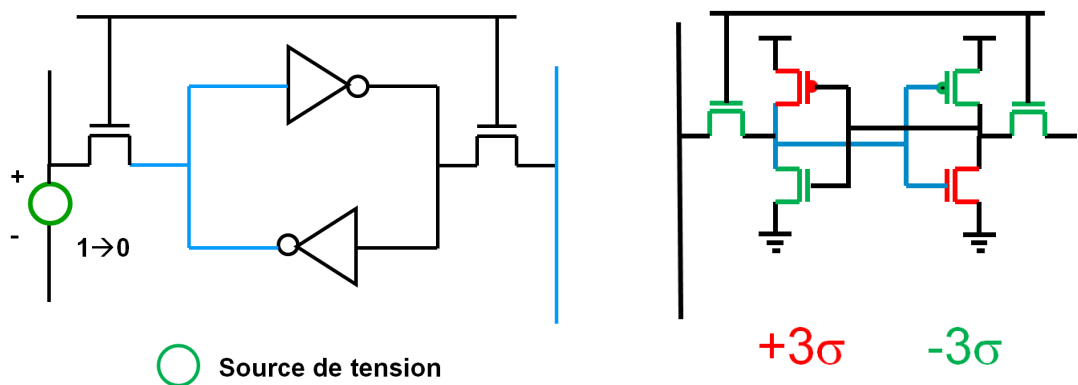 +
-
1→0
Source de tension
+3σ
-3σ